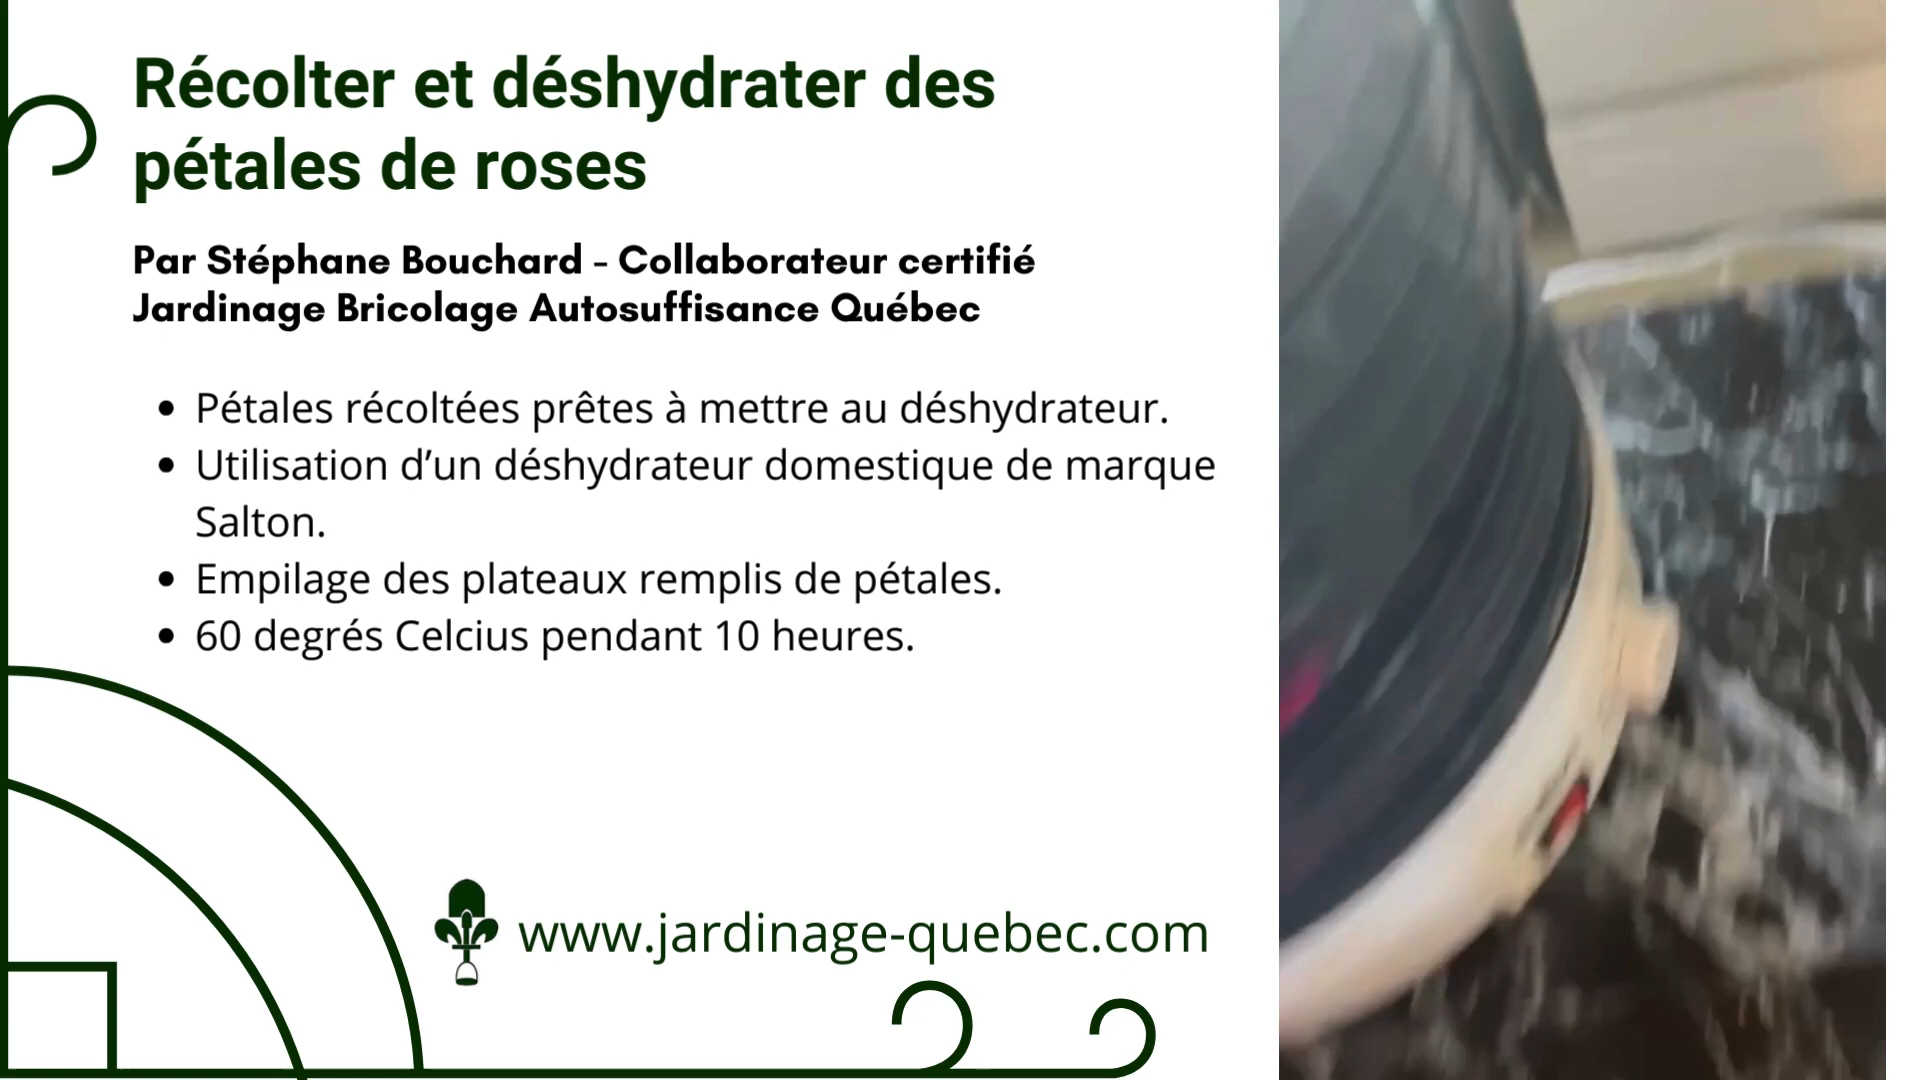 Récolter et déshydrater des
pétales de roses
Par Stéphane Bouchard - Collaborateur certifié
Jardinage Bricolage Autosuffisance Québec
• Pétales récoltées prêtes à mettre au déshydrateur.
• Utilisation d’un déshydrateur domestique de marque
Salton.
• Empilage des plateaux remplis de pétales.
• 60 degrés Celcius pendant 10 heures.
www.jardinage-quebec.com